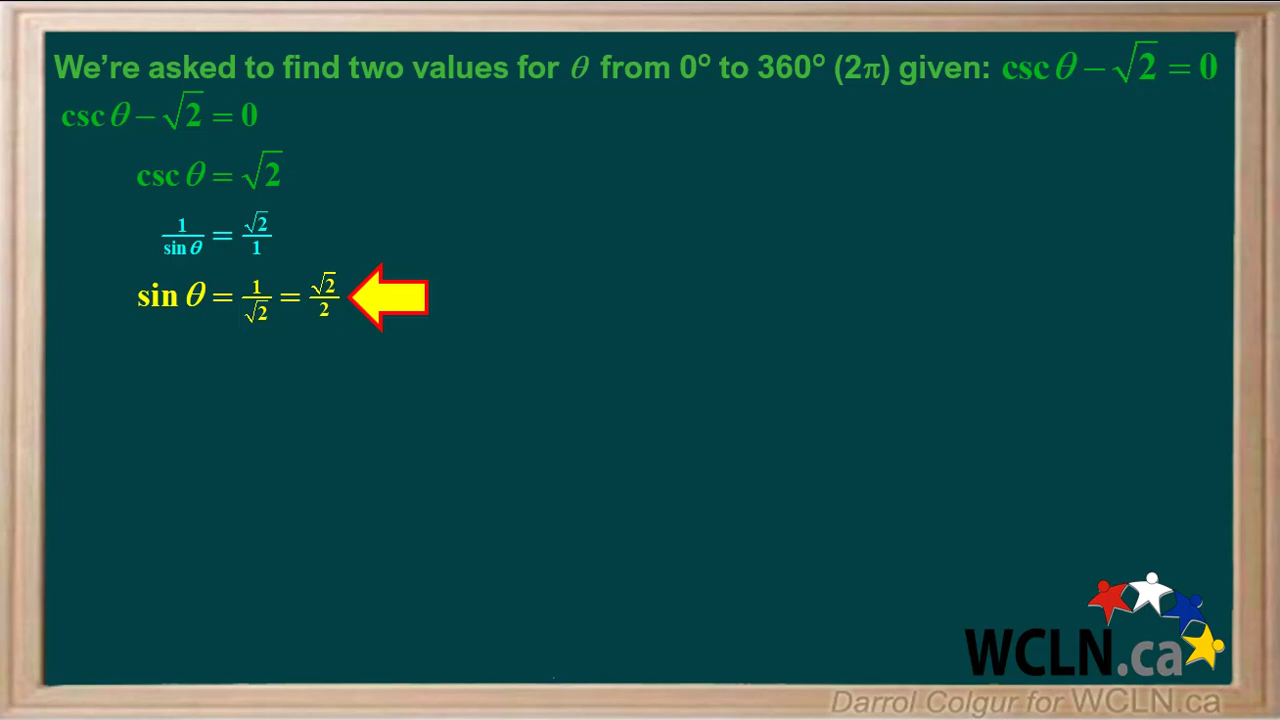 We're asked to find two values for θ from 0° to 360° (2π) given: csc θ − √2 = 0
csc θ − √2 = 0
csc θ = √2
1/sin θ = √2/1
sin θ = 1/√2 = √2/2
WCLN.ca
Darrol Colgur for WCLN.ca